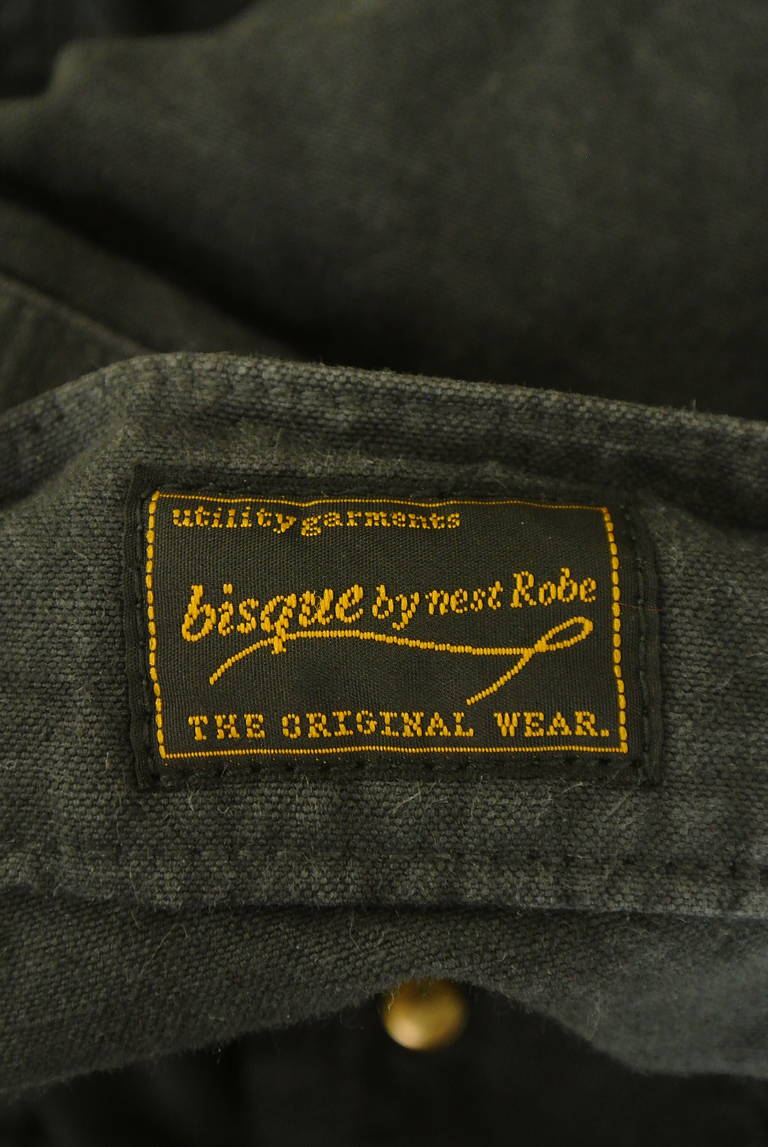 utility garments
bisque by nest Robe
THE ORIGINAL WEAR.